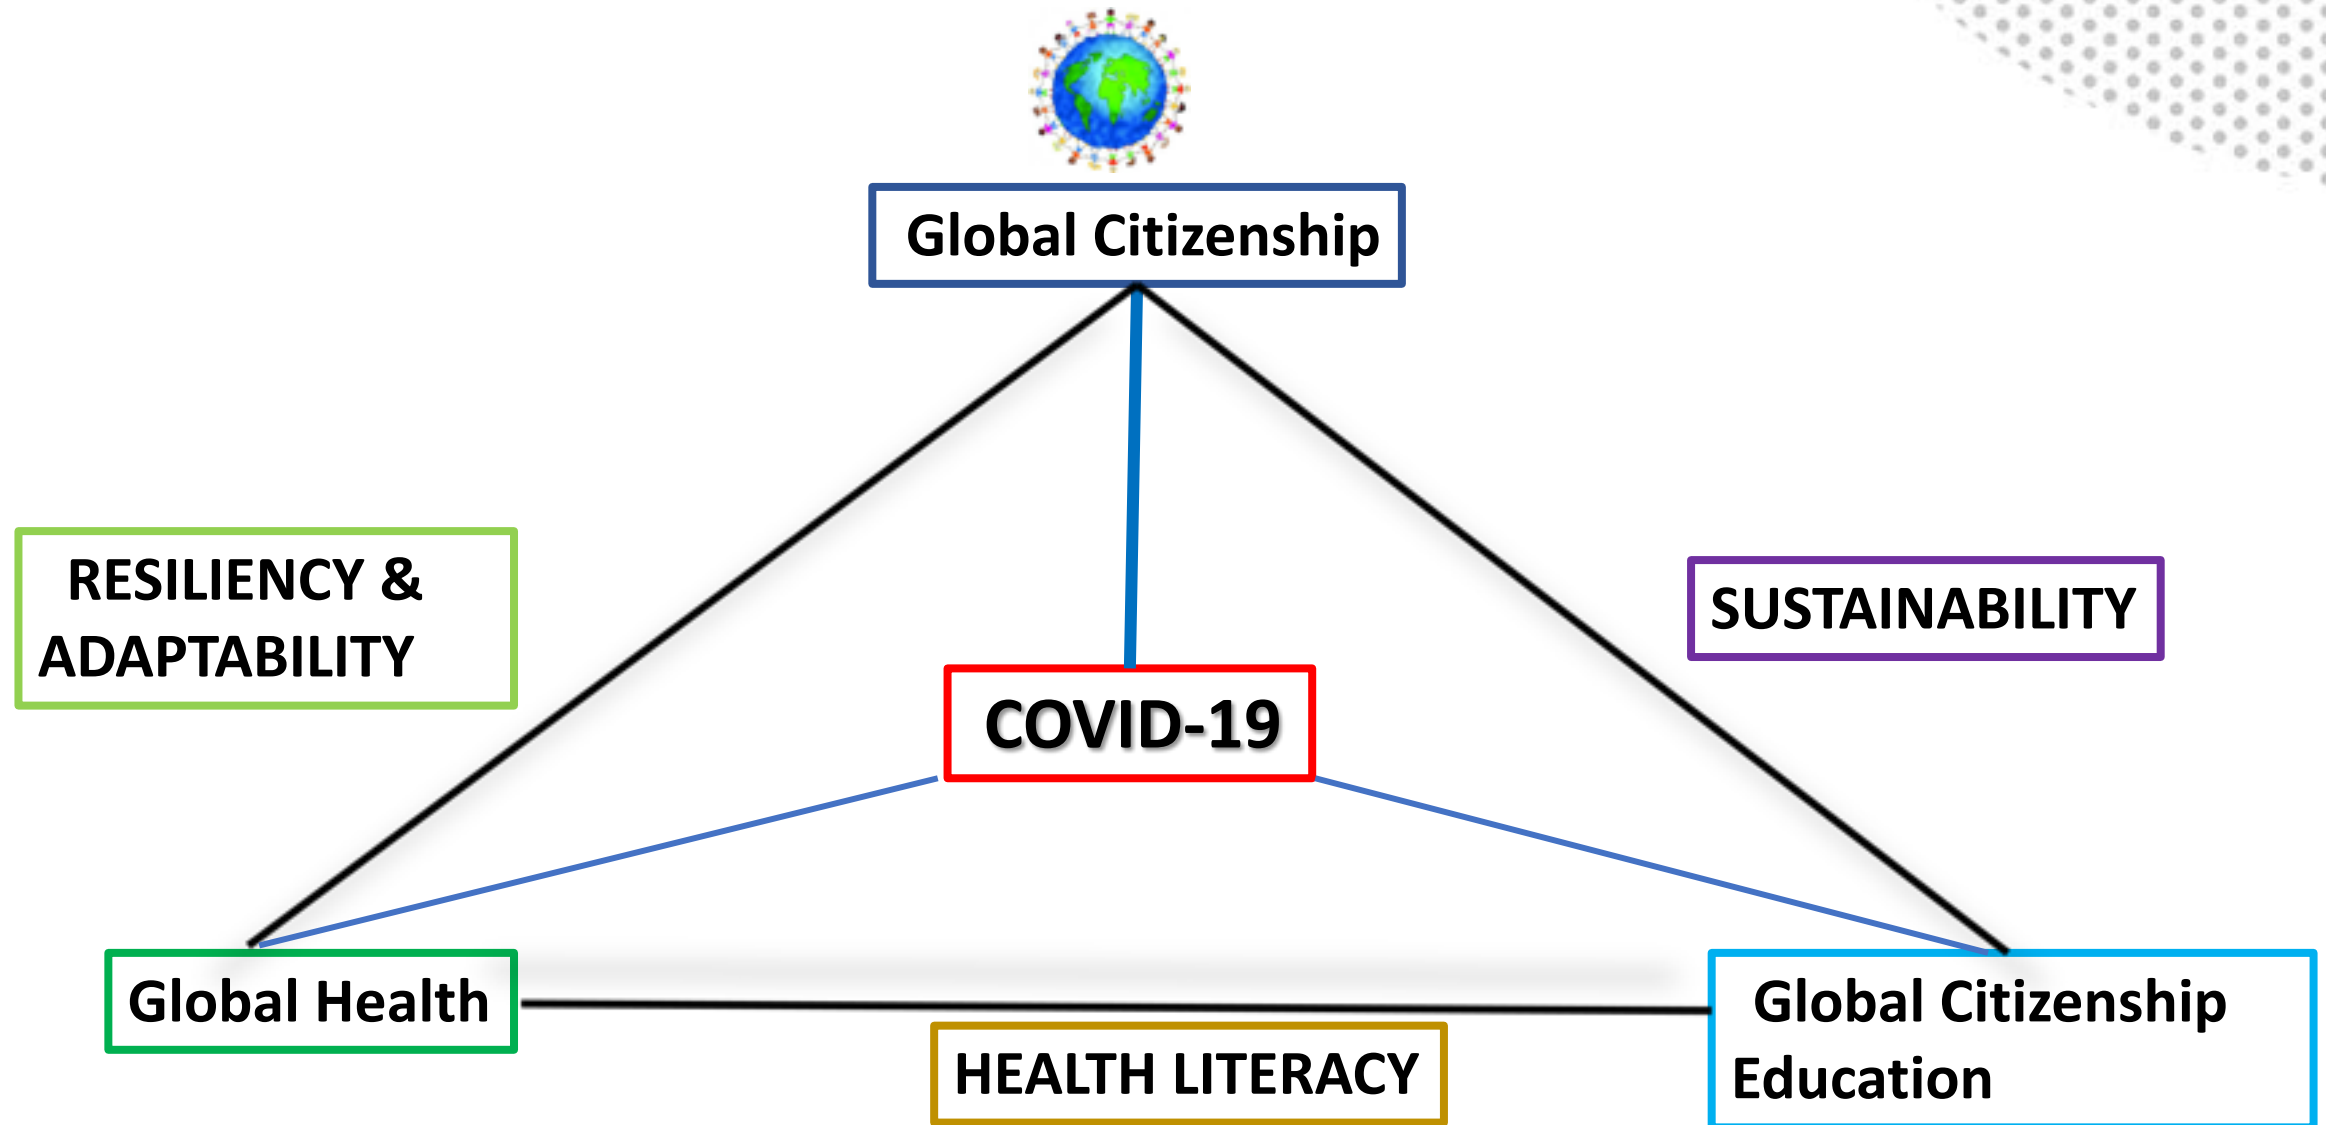 Global Citizenship
RESILIENCY &
ADAPTABILITY
SUSTAINABILITY
COVID-19
Global Health
Global Citizenship
Education
HEALTH LITERACY